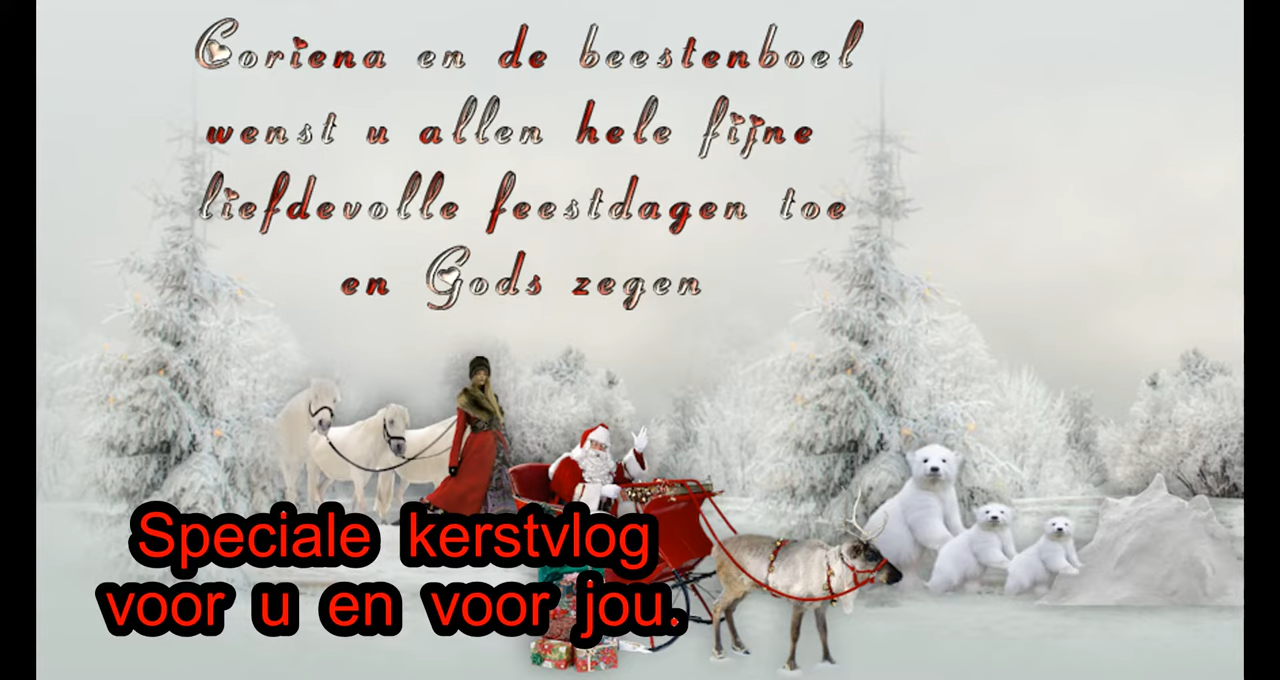 Coriena en de beestenboel
wenst u allen hele fijne
liefdevolle feestdagen toe
en Gods zegen
Speciale kerstvlog
voor u en voor jou.